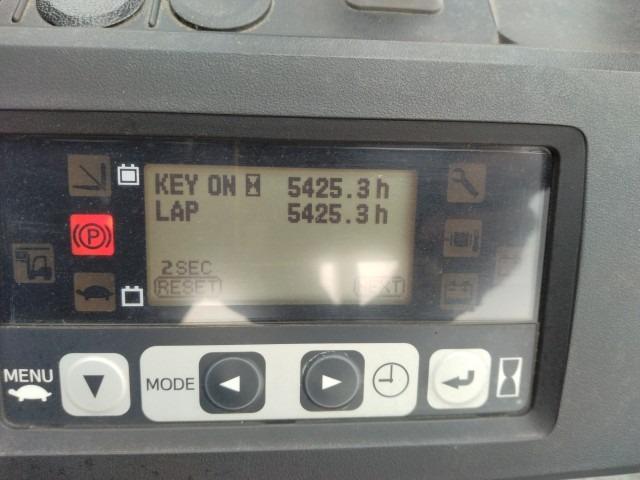 KEY ON 5425.3h
LAP 5425.3h
2SEC
(RESET) (NEXT)
P
MENU
MODE